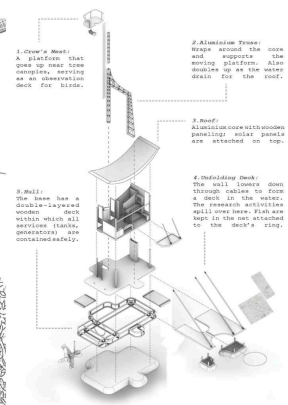 1.Crow's Nest:
A platform that
goes up near tree
canopies, serving
as an observation
deck for birds.
2.Aluminium Truss:
Wraps around the core
and supports the
moving platform. Also
doubles up as the water
drain for the roof.
3.Roof:
Aluminium core with wooden
paneling; solar panels
are attached on top.
3.Hull:
The base has a
double-layered
wooden deck
within which all
services (tanks,
generators) are
contained safely.
4.Unfolding Deck:
The wall lowers down
through cables to form
a deck in the water.
The research activities
spill over here. Fish are
kept in the net attached
to the deck's ring.